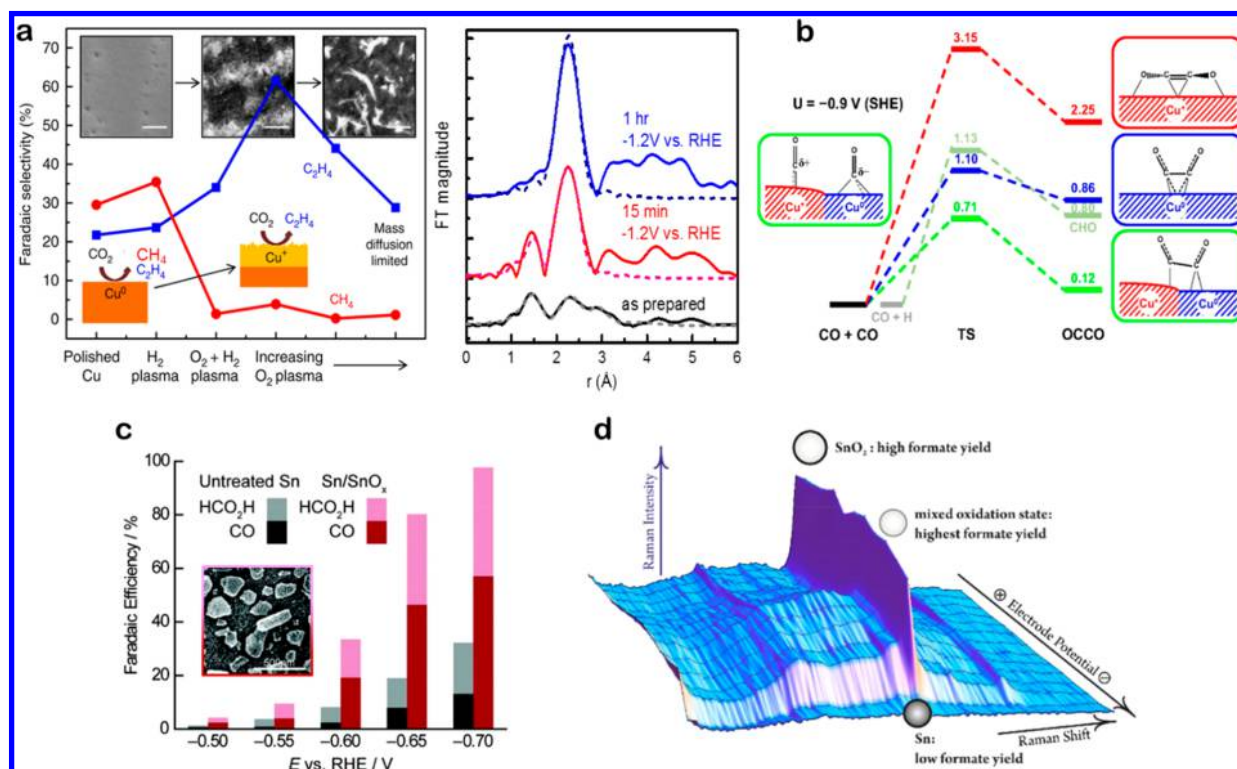 a
Faradaic selectivity (%)
70
60
50
40
30
20
10
0
C₂H₄
CO₂ CH₄
C₂H₄
Cu⁰
CO₂ C₂H₄
Cu⁺
CH₄
Mass
diffusion
limited
Polished
Cu
H₂
plasma
O₂ + H₂
plasma
Increasing
O₂ plasma
FT magnitude
1 hr
-1.2V vs. RHE
15 min
-1.2V vs. RHE
as prepared
0 1 2 3 4 5 6
r (Å)
b
U = −0.9 V (SHE)
3.15
2.25
1.13
1.10
0.86
0.80
CHO
0.71
0.12
CO + H
CO + CO
TS
OCCO
O
C
δ+
O
C
δ−
Cu⁺
Cu⁰
O C C O
Cu⁺
O O
C C
Cu⁰
O O
C C
Cu⁺
Cu⁰
c
Faradaic Efficiency / %
100
80
60
40
20
0
Untreated Sn Sn/SnOₓ
HCO₂H HCO₂H
CO CO
−0.50 −0.55 −0.60 −0.65 −0.70
E vs. RHE / V
d
Raman Intensity
SnO₂ : high formate yield
mixed oxidation state:
highest formate yield
⊕ Electrode Potential ⊖
Raman Shift
Sn:
low formate yield